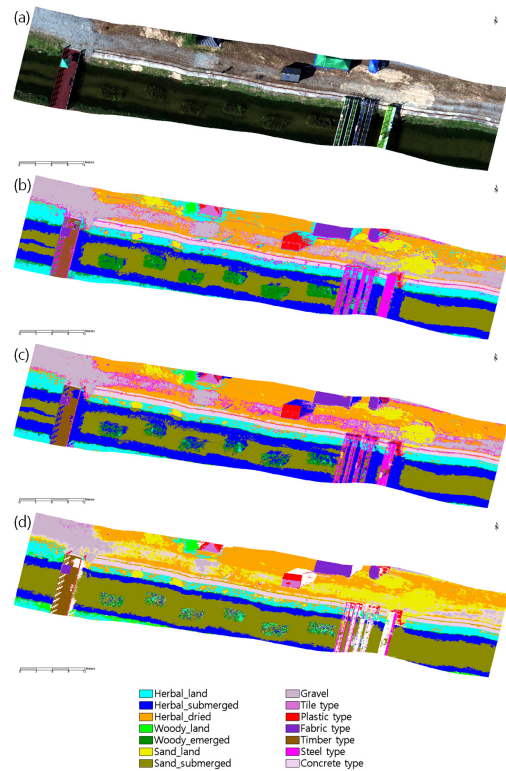 (a)
(b)
(c)
(d)
Herbal_land
Herbal_submerged
Herbal_dried
Woody_land
Woody_emerged
Sand_land
Sand_submerged
Gravel
Tile type
Plastic type
Fabric type
Timber type
Steel type
Concrete type